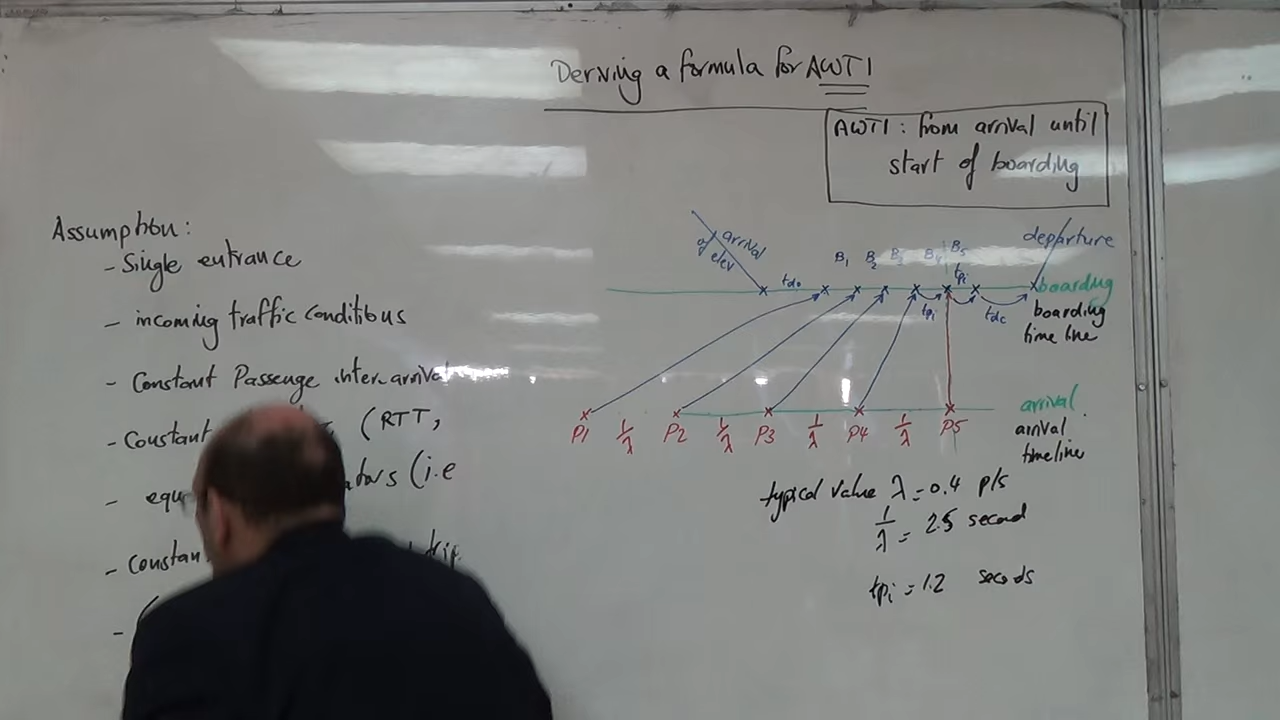 Deriving a formula for AWT1
AWT1: from arrival until
start of boarding
Assumption:
- Single entrance
- incoming traffic conditions
- Constant Passenge inter-arrival
- Constant (RTT,
- equ ators (i.e
- Constan trip
-
arrival
of elev
tdo
B1 B2 B3 B4 B5
tpi
tpi
tdc
departure
boarding
boarding
time line
P1 1/λ P2 1/λ P3 1/λ P4 1/λ P5
arrival
arrival
timeline
typical value λ = 0.4 p/s
1/λ = 2.5 second
tpi = 1.2 seconds